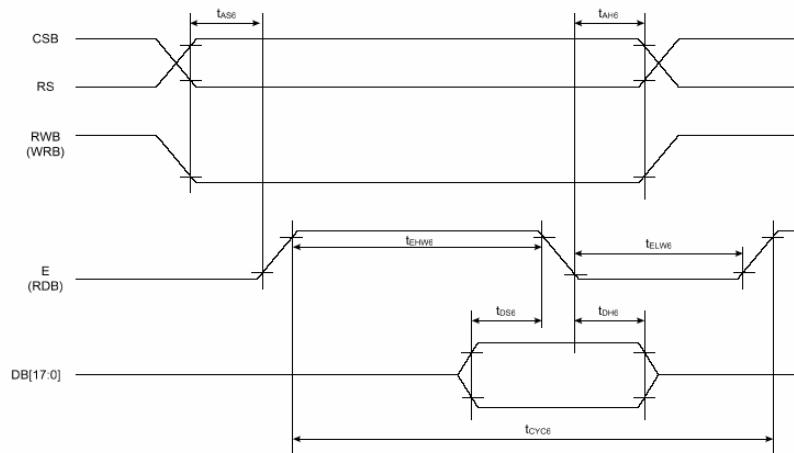 tAS6
tAH6
CSB
RS
RWB
(WRB)
tEHW6
tELW6
E
(RDB)
tDS6
tDH6
DB[17:0]
tCYC6